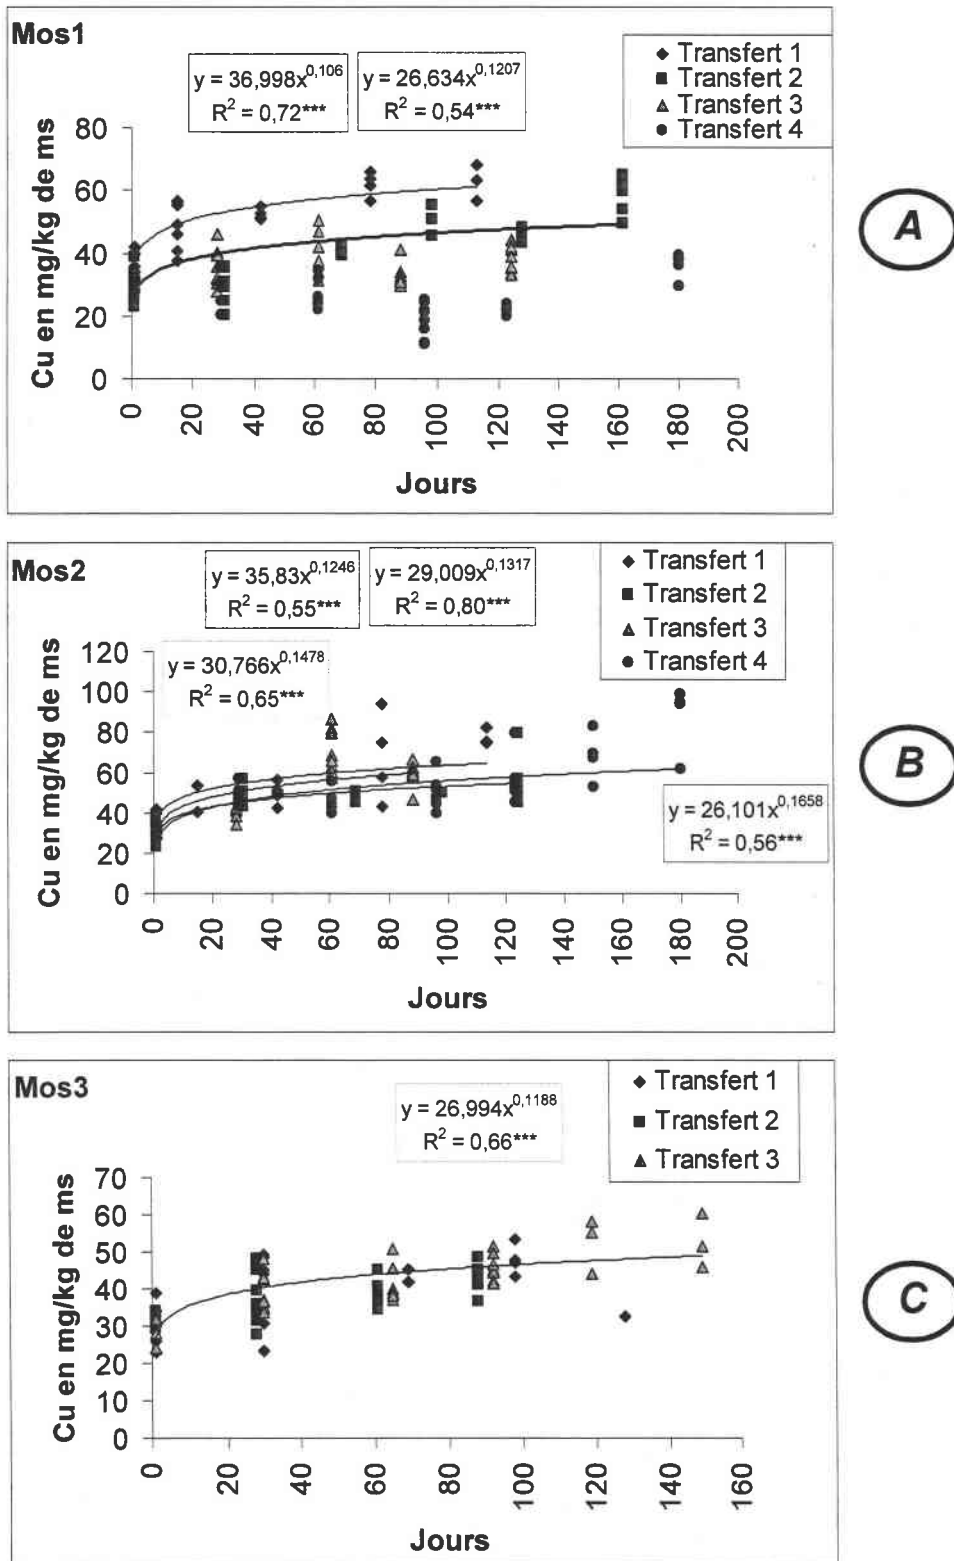 Mos1
Transfert 1
Transfert 2
Transfert 3
Transfert 4
y = 36,998x^0,106
R² = 0,72***
y = 26,634x^0,1207
R² = 0,54***
80
60
40
20
0
Cu en mg/kg de ms
0
20
40
60
80
100
120
140
160
180
200
Jours
A
Mos2
Transfert 1
Transfert 2
Transfert 3
Transfert 4
y = 35,83x^0,1246
R² = 0,55***
y = 29,009x^0,1317
R² = 0,80***
y = 30,766x^0,1478
R² = 0,65***
y = 26,101x^0,1658
R² = 0,56***
120
100
80
60
40
20
0
Cu en mg/kg de ms
0
20
40
60
80
100
120
140
160
180
200
Jours
B
Mos3
Transfert 1
Transfert 2
Transfert 3
y = 26,994x^0,1188
R² = 0,66***
70
60
50
40
30
20
10
0
Cu en mg/kg de ms
0
20
40
60
80
100
120
140
160
Jours
C